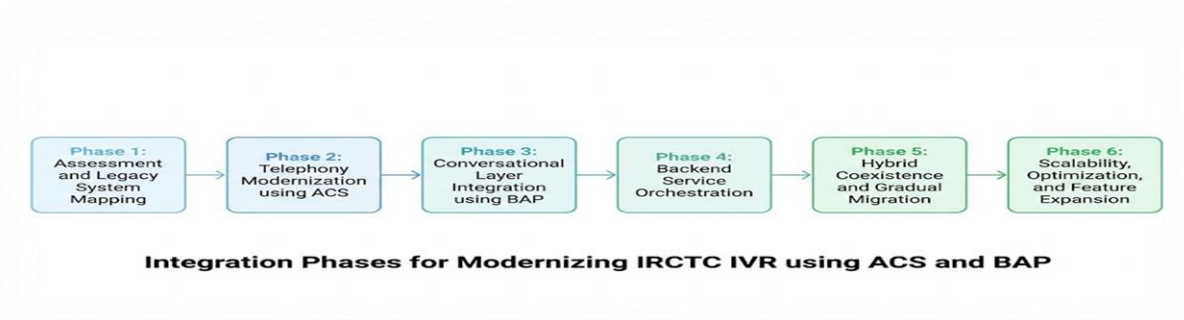 Phase 1:
Assessment
and Legacy
System
Mapping
Phase 2:
Telephony
Modernization
using ACS
Phase 3:
Conversational
Layer
Integration
using BAP
Phase 4:
Backend
Service
Orchestration
Phase 5:
Hybrid
Coexistence
and Gradual
Migration
Phase 6:
Scalability,
Optimization,
and Feature
Expansion
Integration Phases for Modernizing IRCTC IVR using ACS and BAP